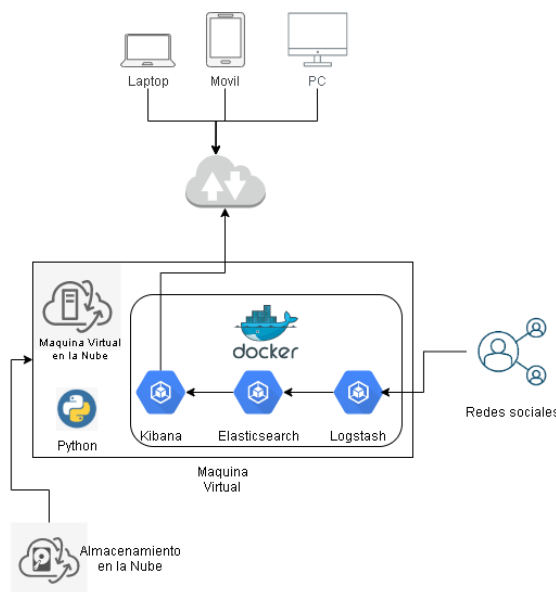 Laptop
Movil
PC
Maquina Virtual
en la Nube
docker
Python
Kibana
Elasticsearch
Logstash
Redes sociales
Maquina
Virtual
Almacenamiento
en la Nube